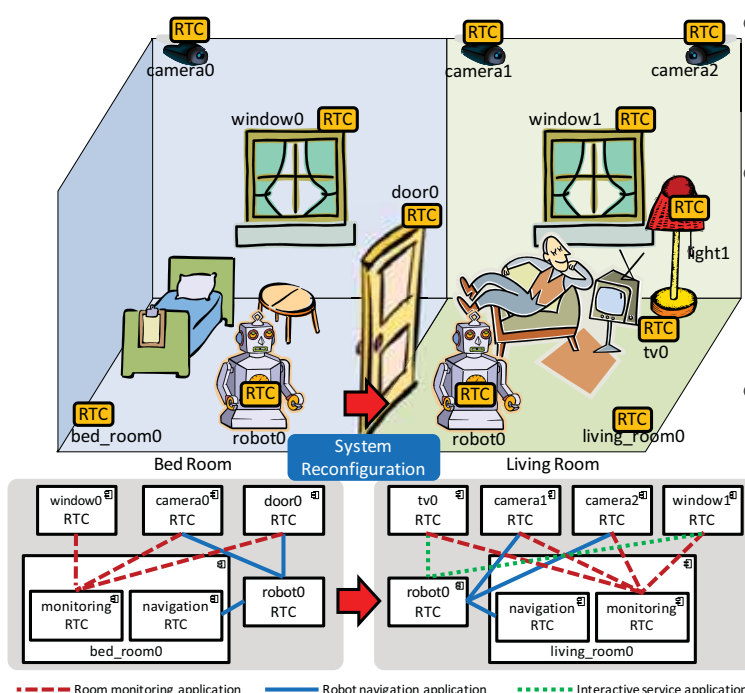 RTC
camera0
RTC
camera1
RTC
camera2
window0 RTC
window1 RTC
door0
RTC
RTC
light1
RTC
tv0
RTC
bed_room0
RTC
robot0
RTC
robot0
RTC
living_room0
Bed Room
System
Reconfiguration
Living Room
window0
RTC
camera0
RTC
door0
RTC
monitoring
RTC
navigation
RTC
robot0
RTC
bed_room0
tv0
RTC
camera1
RTC
camera2
RTC
window1
RTC
robot0
RTC
navigation
RTC
monitoring
RTC
living_room0
Room monitoring application
Robot navigation application
Interactive service application